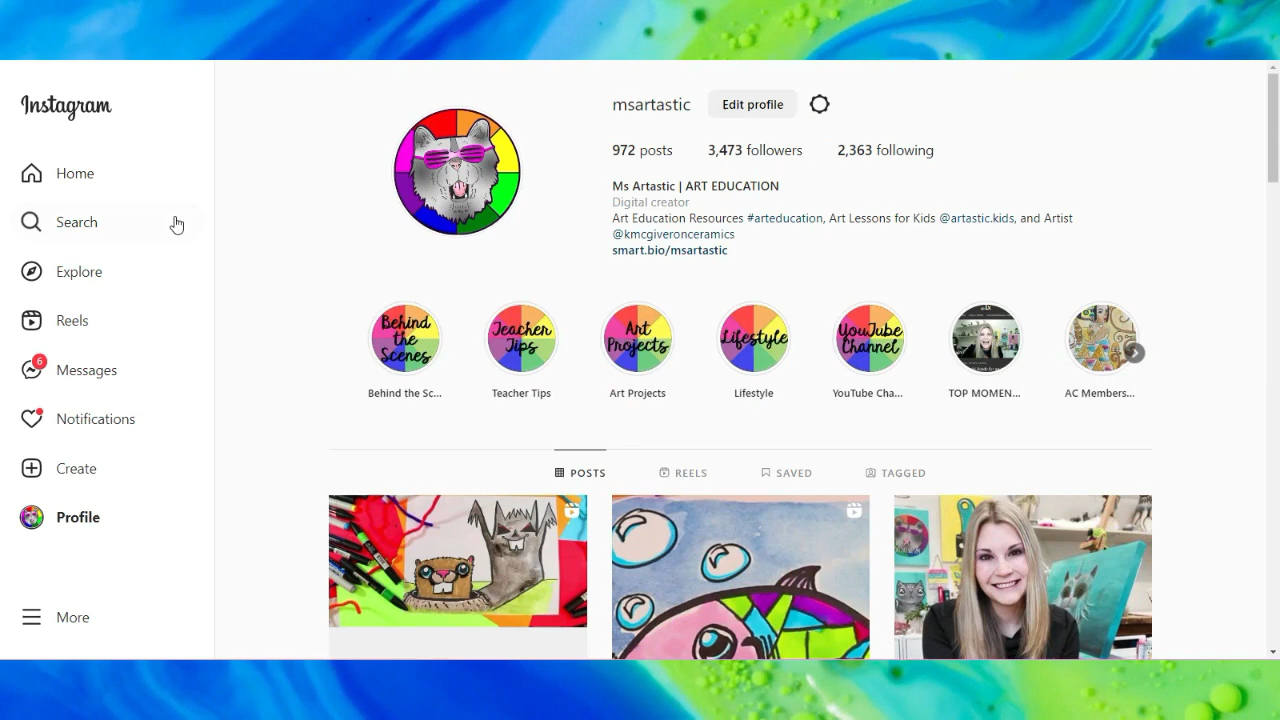 Instagram
Home
Search
Explore
Reels
6
Messages
Notifications
Create
Profile
More
msartastic
Edit profile
972 posts 3,473 followers 2,363 following
Ms Artastic | ART EDUCATION
Digital creator
Art Education Resources #arteducation, Art Lessons for Kids @artastic.kids, and Artist
@kmcgiveronceramics
smart.bio/msartastic
Behind
the
Scenes
Teacher
Tips
Art
Projects
Lifestyle
YouTube
Channel
Behind the Sc...
Teacher Tips
Art Projects
Lifestyle
YouTube Cha...
TOP MOMEN...
AC Members...
POSTS
REELS
SAVED
TAGGED